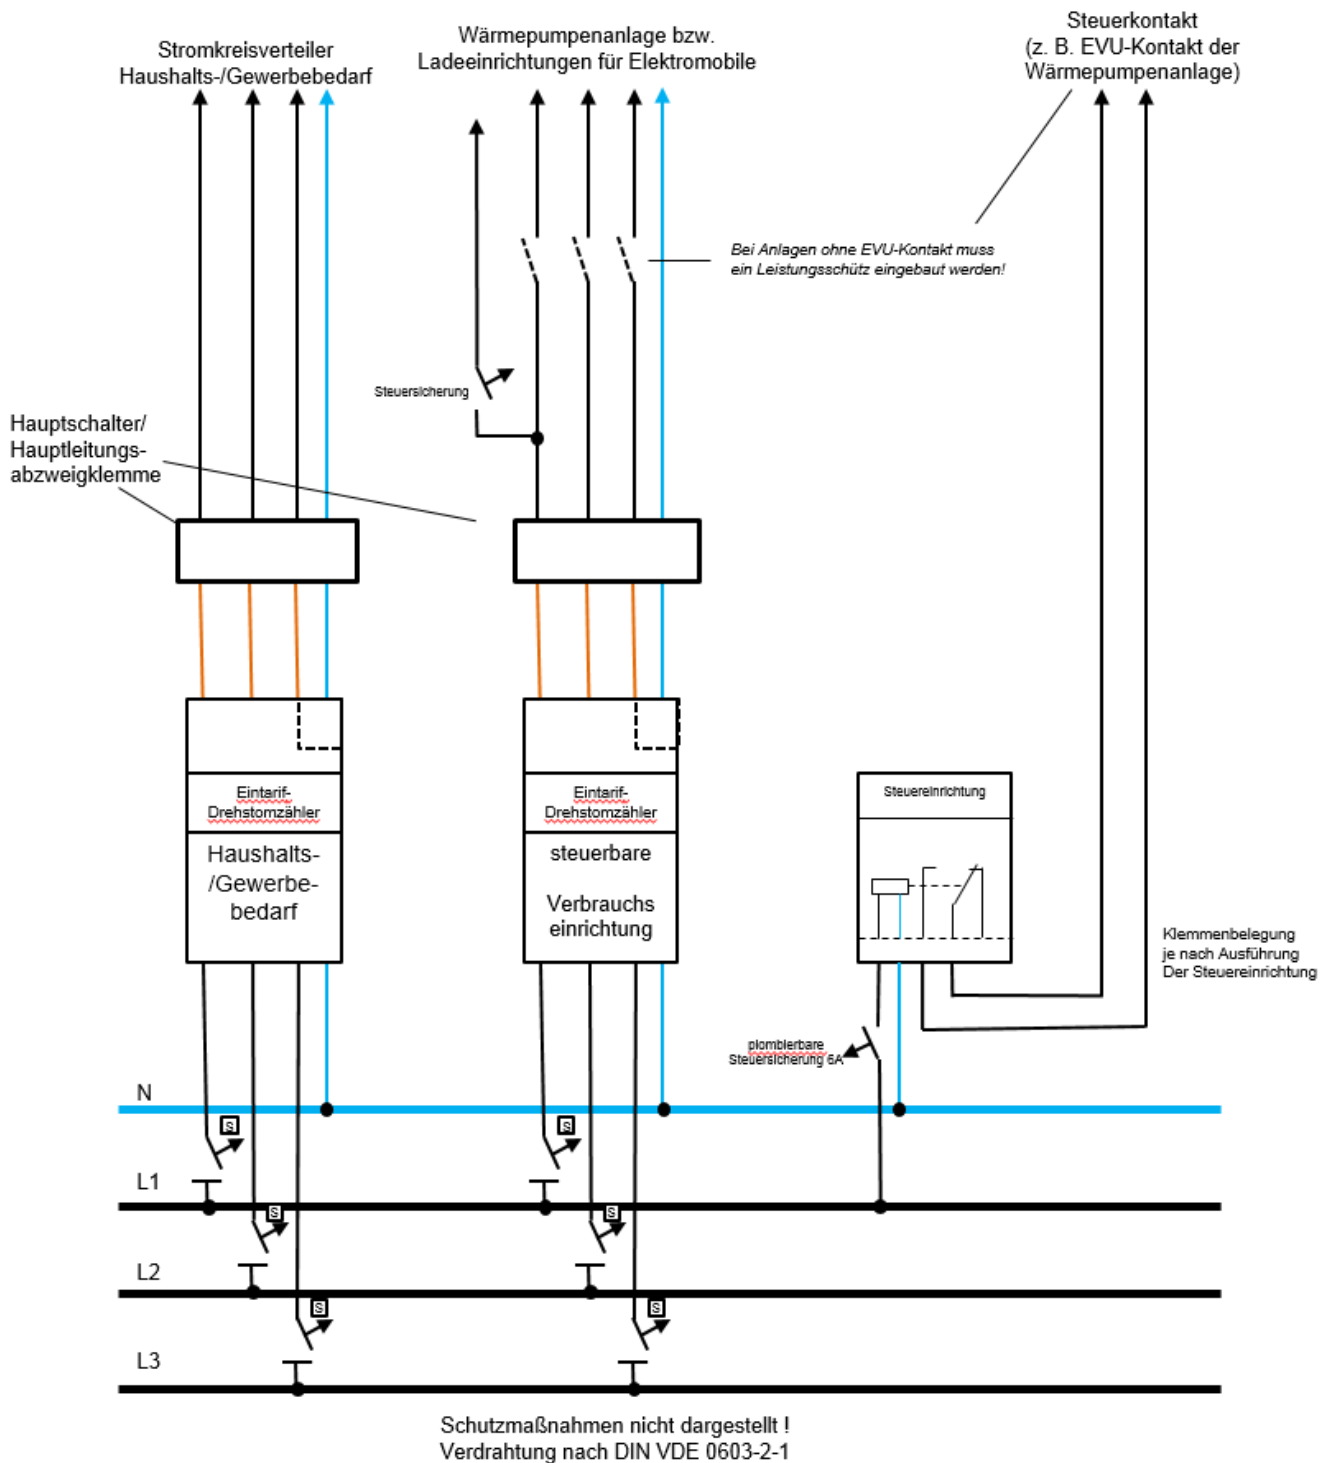 Stromkreisverteiler
Haushalts-/Gewerbebedarf
Wärmepumpenanlage bzw.
Ladeeinrichtungen für Elektromobile
Steuerkontakt
(z. B. EVU-Kontakt der
Wärmepumpenanlage)
Bei Anlagen ohne EVU-Kontakt muss
ein Leistungsschütz eingebaut werden!
Steuersicherung
Hauptschalter/
Hauptleitungs-
abzweigklemme
Eintarif-
Drehstomzähler
Haushalts-
/Gewerbe-
bedarf
Eintarif-
Drehstomzähler
steuerbare
Verbrauchs
einrichtung
Steuereinrichtung
Klemmenbelegung
je nach Ausführung
Der Steuereinrichtung
plombierbare
Steuersicherung 6A
N
S
S
L1
S
S
L2
S
S
L3
Schutzmaßnahmen nicht dargestellt !
Verdrahtung nach DIN VDE 0603-2-1